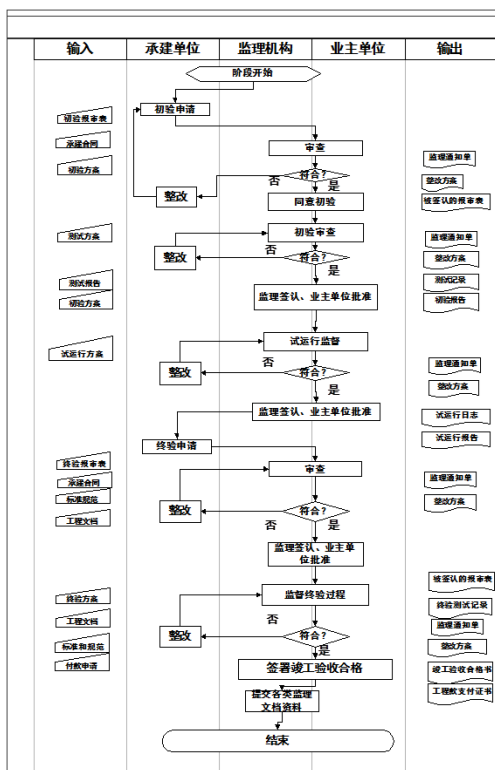 输入 承建单位 监理机构 业主单位 输出
阶段开始
初验申请
初验报审表
承建合同
审查
监理通知单
初验方案
符合？
否
是
整改
整改方案
同意初验
被签认的报审表
测试方案
初验审查
监理通知单
否
整改
符合？
整改方案
是
测试报告
测试记录
初验方案
监理签认、业主单位批准
初验报告
试运行监督
试运行方案
否
监理通知单
整改
符合？
整改方案
是
监理签认、业主单位批准
试运行日志
终验申请
试运行报告
终验报审表
审查
承建合同
监理通知单
标准规范
整改
符合？
整改方案
工程文档
否
是
监理签认、业主单
位批准
被签认的报审表
终验方案
监督终验过程
终验测试记录
工程文档
否
监理通知单
整改
符合？
标准和规范
是
整改方案
付款申请
签署竣工验收合格
竣工验收合格书
提交各类监理
文档资料
工程款支付证书
结束